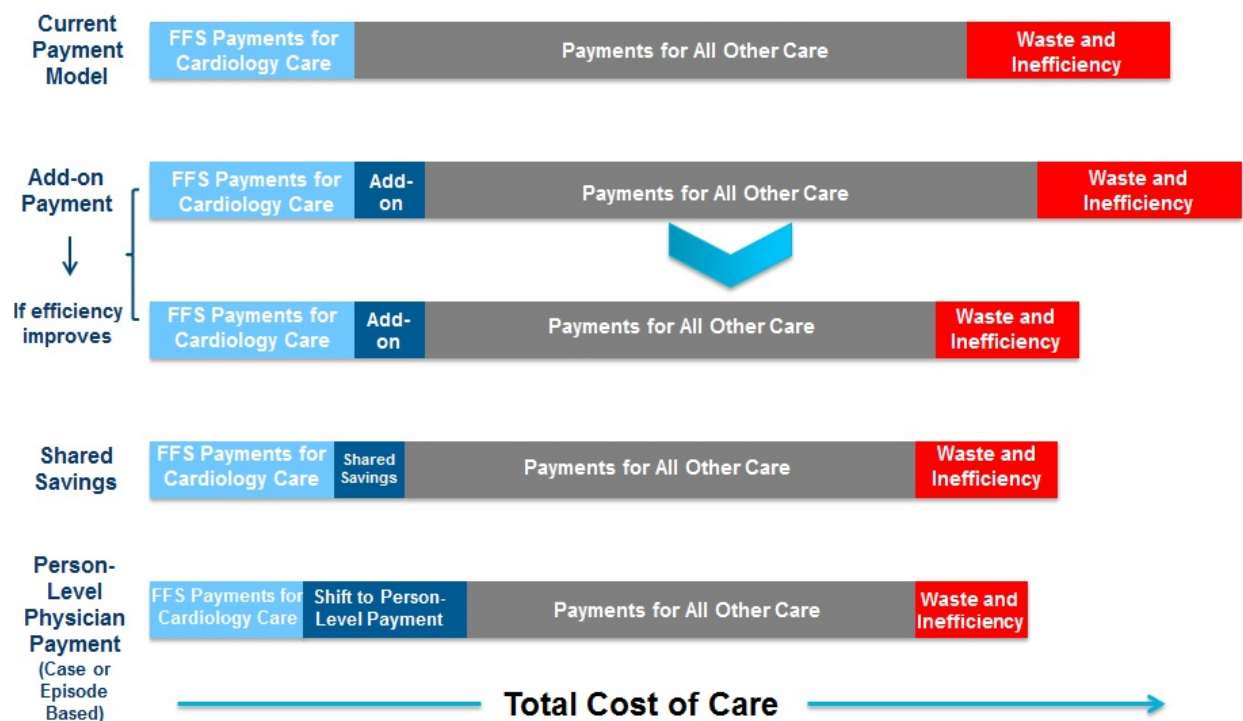 Current
Payment
Model
FFS Payments for
Cardiology Care
Payments for All Other Care
Waste and
Inefficiency
Add-on
Payment
FFS Payments for
Cardiology Care
Add-
on
Payments for All Other Care
Waste and
Inefficiency
If efficiency
improves
FFS Payments for
Cardiology Care
Add-
on
Payments for All Other Care
Waste and
Inefficiency
Shared
Savings
FFS Payments for
Cardiology Care
Shared
Savings
Payments for All Other Care
Waste and
Inefficiency
Person-
Level
Physician
Payment
(Case or
Episode
Based)
FFS Payments for
Cardiology Care
Shift to Person-
Level Payment
Payments for All Other Care
Waste and
Inefficiency
Total Cost of Care